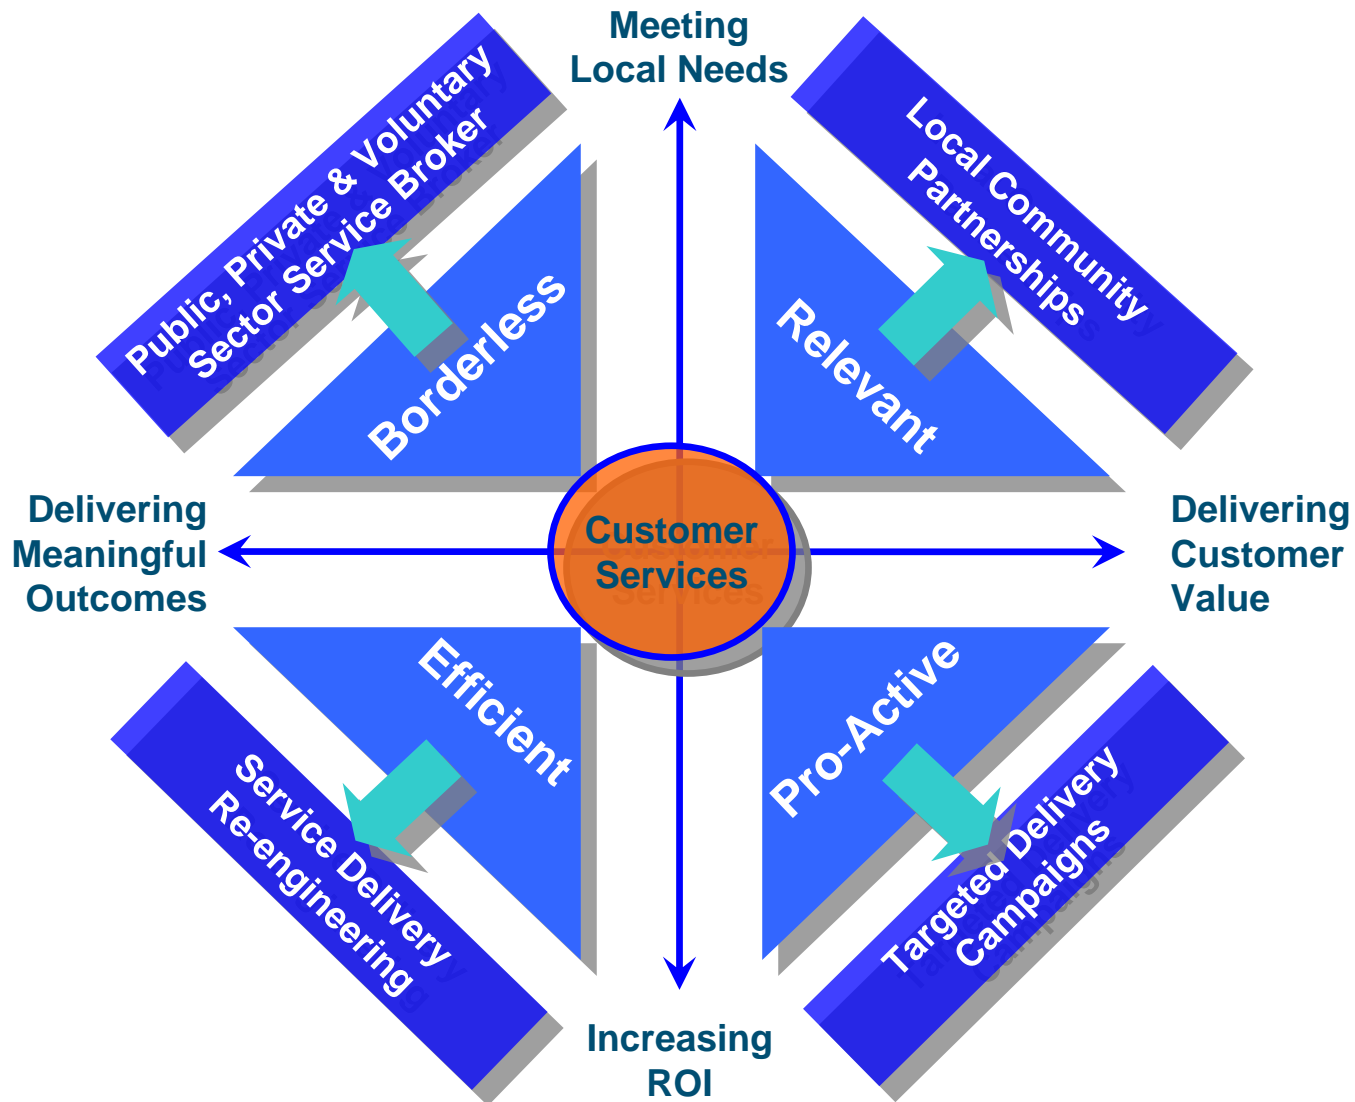 Meeting
Local Needs
Public, Private & Voluntary
Sector Service Broker
Local Community
Partnerships
Borderless
Relevant
Delivering
Meaningful
Outcomes
Customer
Services
Delivering
Customer
Value
Efficient
Pro-Active
Service Delivery
Re-engineering
Targeted Delivery
Campaigns
Increasing
ROI